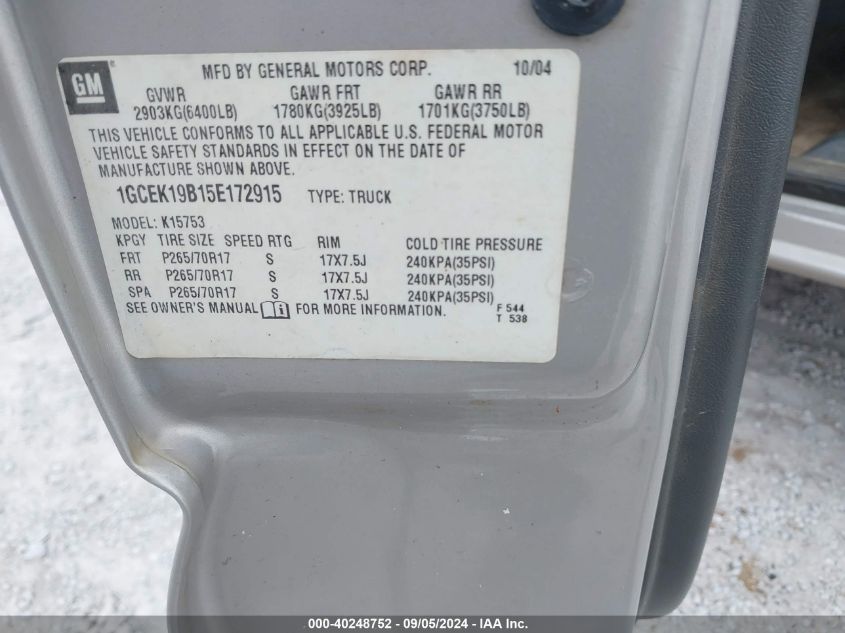 GM
MFD BY GENERAL MOTORS CORP. 10/04
GVWR GAWR FRT GAWR RR
2903KG(6400LB) 1780KG(3925LB) 1701KG(3750LB)
THIS VEHICLE CONFORMS TO ALL APPLICABLE U.S. FEDERAL MOTOR
VEHICLE SAFETY STANDARDS IN EFFECT ON THE DATE OF
MANUFACTURE SHOWN ABOVE.
1GCEK19B15E172915 TYPE: TRUCK
MODEL: K15753
KPGY TIRE SIZE SPEED RTG RIM COLD TIRE PRESSURE
FRT P265/70R17 S 17X7.5J 240KPA(35PSI)
RR P265/70R17 S 17X7.5J 240KPA(35PSI)
SPA P265/70R17 S 17X7.5J 240KPA(35PSI)
SEE OWNER'S MANUAL i FOR MORE INFORMATION. F 544
T 538
000-40248752 - 09/05/2024 - IAA Inc.